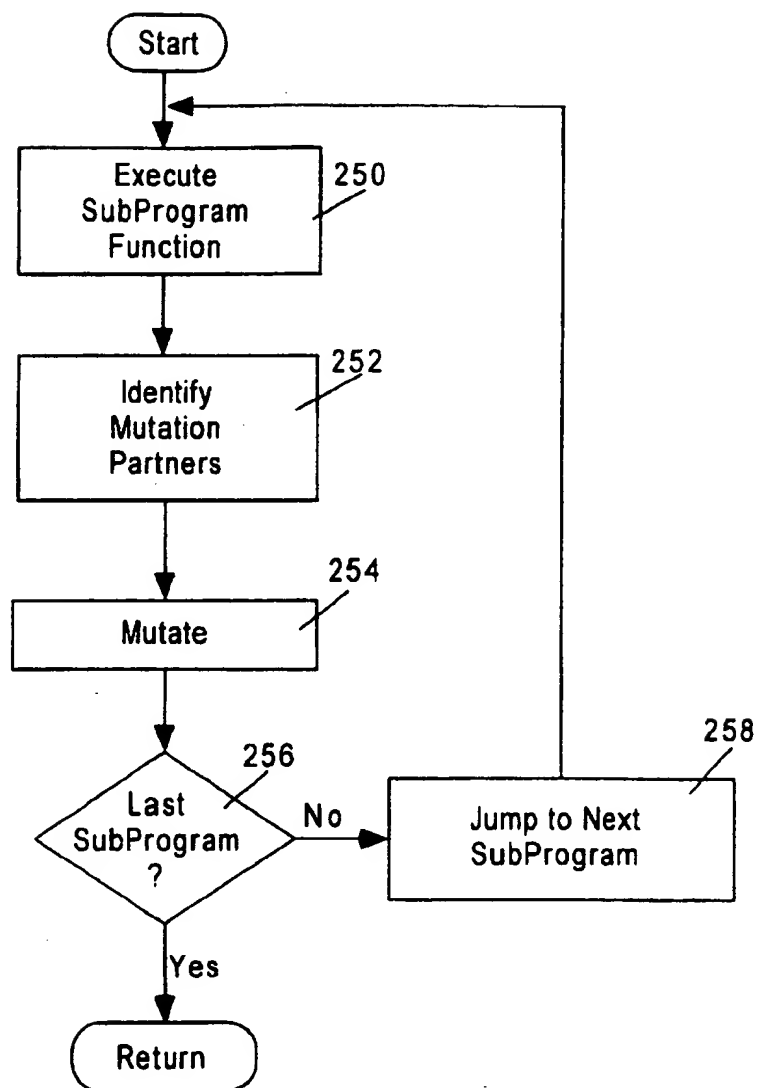 Start
Execute
SubProgram
Function
250
Identify
Mutation
Partners
252
Mutate
254
Last
SubProgram
?
256
No
Jump to Next
SubProgram
258
Yes
Return